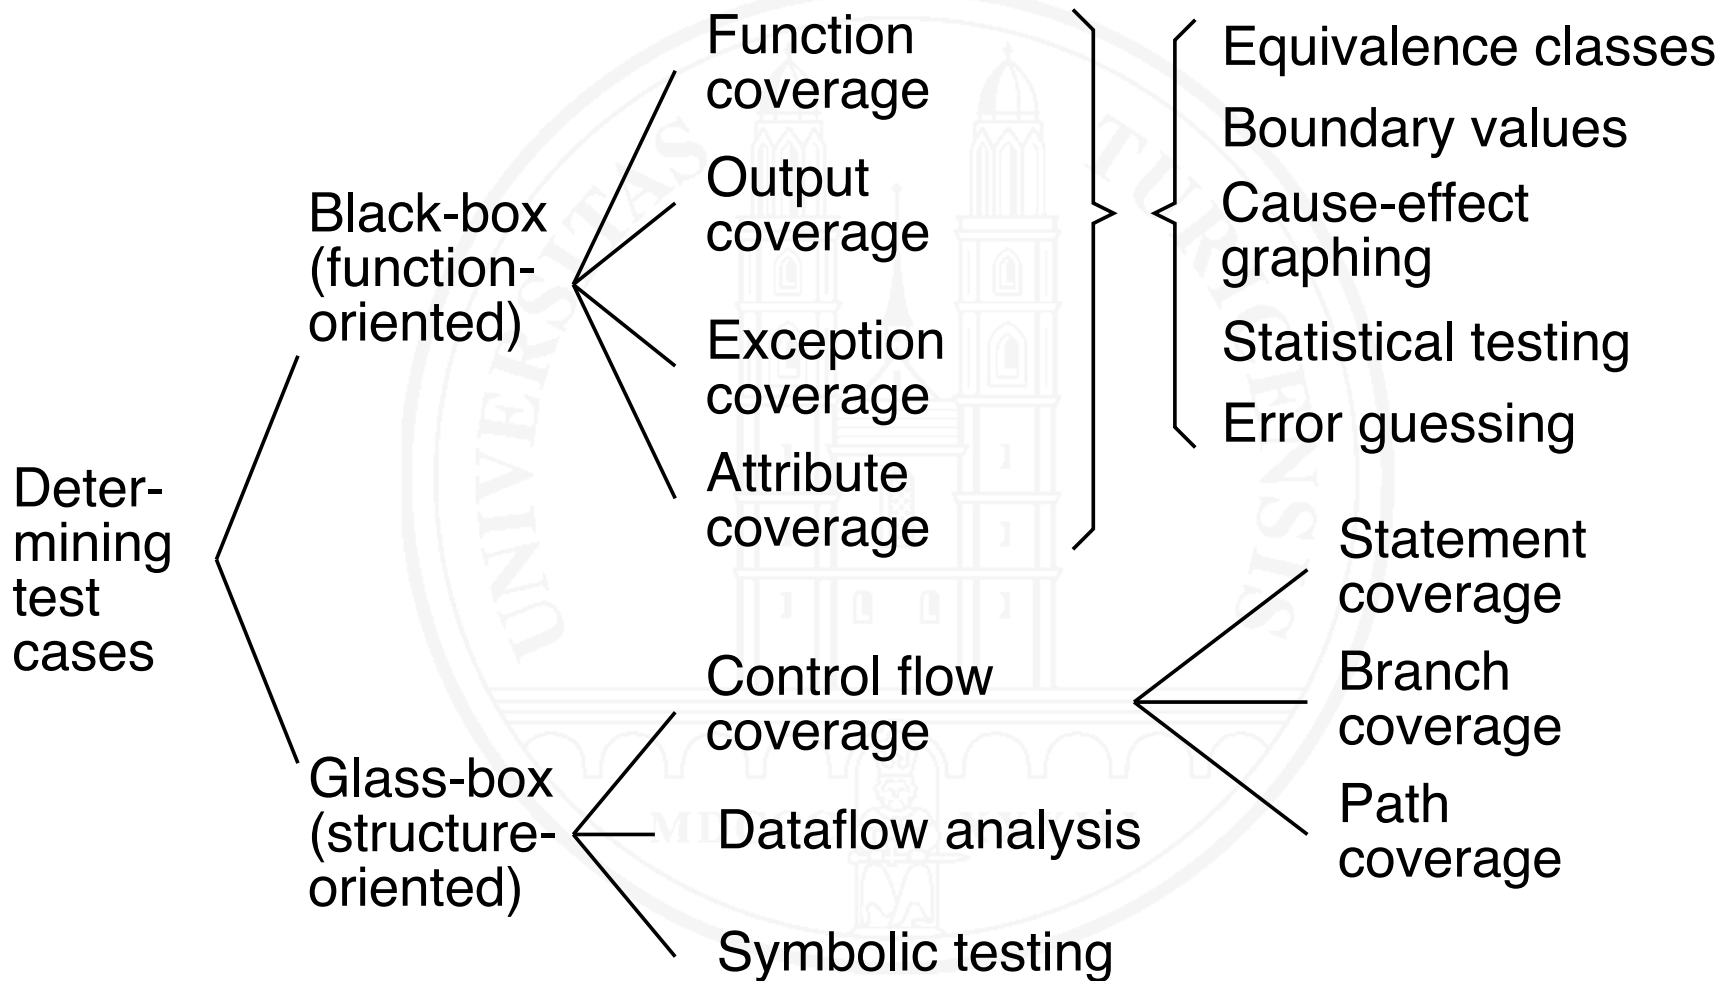 Deter-
mining
test
cases
Black-box
(function-
oriented)
Function
coverage
Output
coverage
Exception
coverage
Attribute
coverage
Equivalence classes
Boundary values
Cause-effect
graphing
Statistical testing
Error guessing
Glass-box
(structure-
oriented)
Control flow
coverage
Dataflow analysis
Symbolic testing
Statement
coverage
Branch
coverage
Path
coverage
UNIVERSITAS TURICENSIS